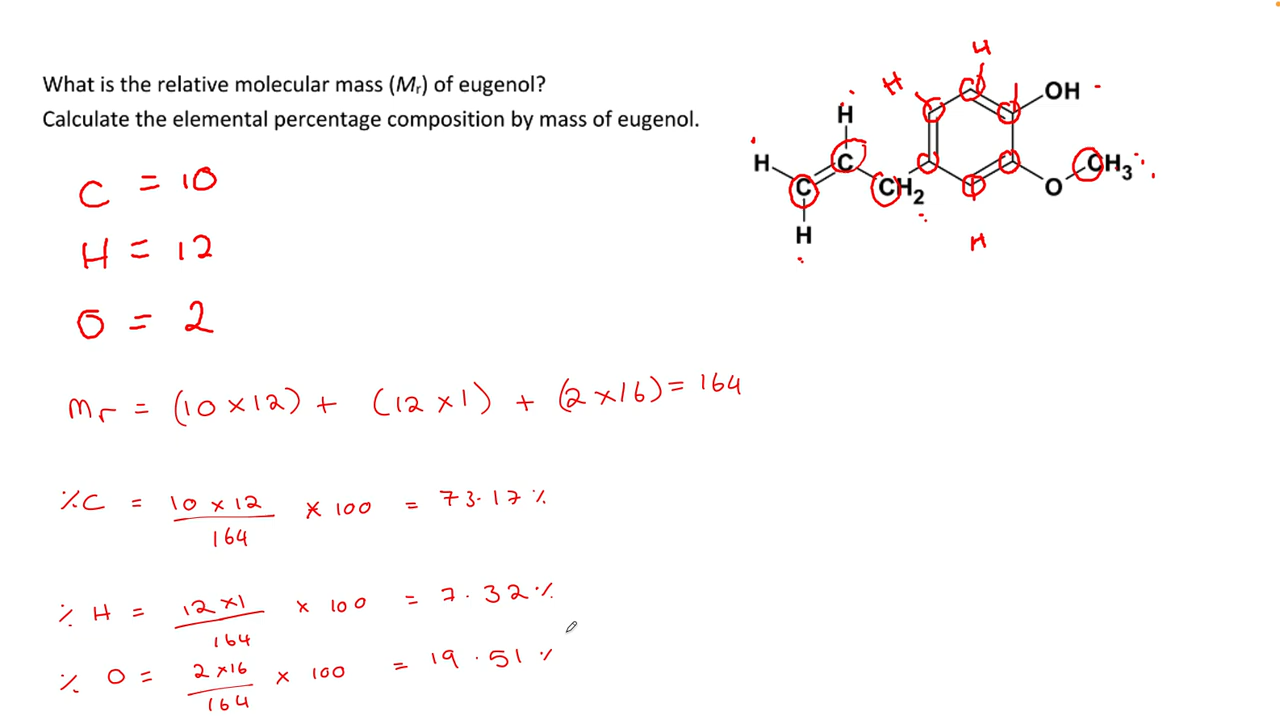 What is the relative molecular mass (Mr) of eugenol?
Calculate the elemental percentage composition by mass of eugenol.
H
H
OH
H
H
C
C
CH3
CH2
O
H
H
C = 10
H = 12
O = 2
Mr = (10 × 12) + (12 × 1) + (2 × 16) = 164
% C = 10 × 12 / 164 × 100 = 73.17 %
% H = 12 × 1 / 164 × 100 = 7.32 %
% O = 2 × 16 / 164 × 100 = 19.51 %